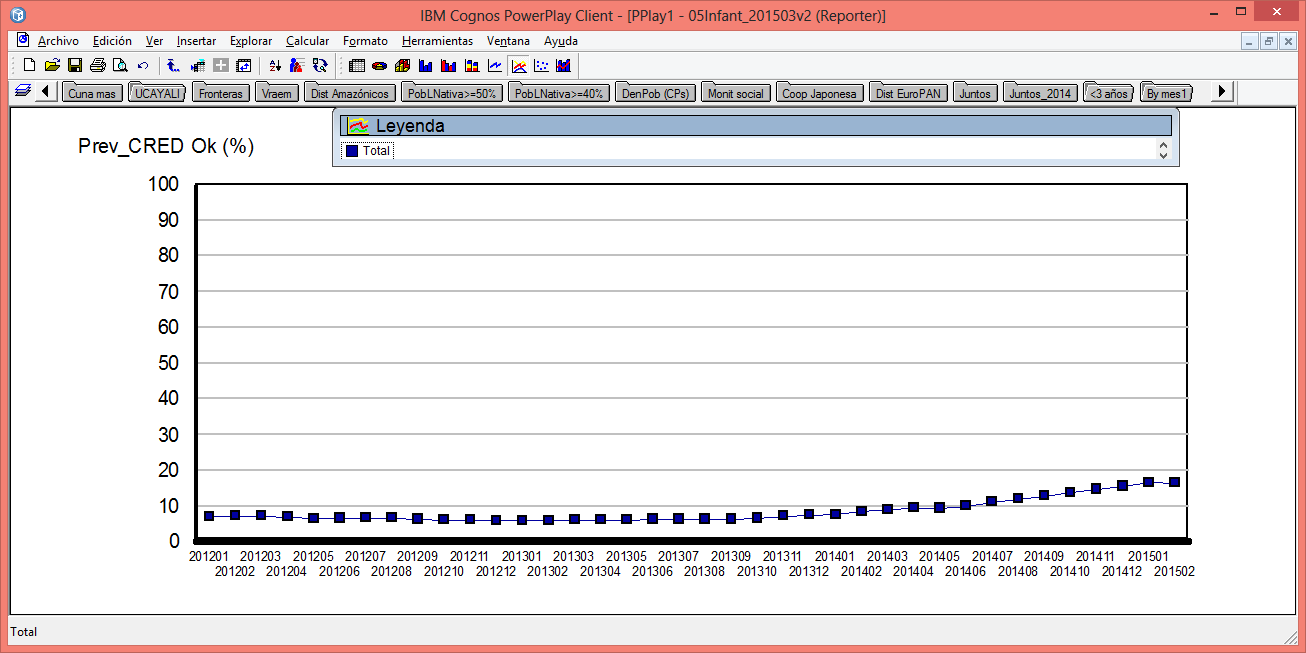 IBM Cognos PowerPlay Client - [PPlay1 - 05Infant_201503v2 (Reporter)]
Archivo Edición Ver Insertar Explorar Calcular Formato Herramientas Ventana Ayuda
Cuna mas UCAYALI Fronteras Vraem Dist Amazónicos PobLNativa>=50% PobLNativa>=40% DenPob (CPs) Monit social Coop Japonesa Dist EuroPAN Juntos Juntos_2014 <3 años By mes1
Leyenda
Prev_CRED Ok (%)
Total
100
90
80
70
60
50
40
30
20
10
0
201201 201203 201205 201207 201209 201211 201301 201303 201305 201307 201309 201311 201401 201403 201405 201407 201409 201411 201501
201202 201204 201206 201208 201210 201212 201302 201304 201306 201308 201310 201312 201402 201404 201406 201408 201410 201412 201502
Total